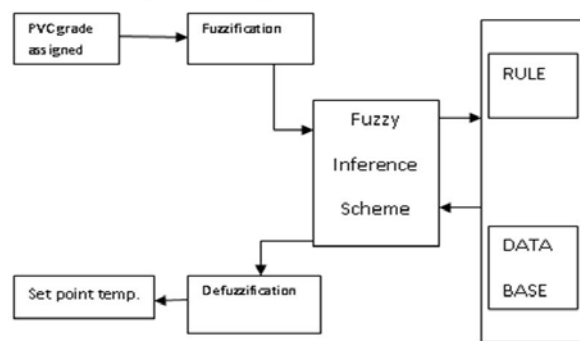 PVC grade
assigned
Fuzzification
Fuzzy
Inference
Scheme
RULE
DATA
BASE
Set point temp.
Defuzzification